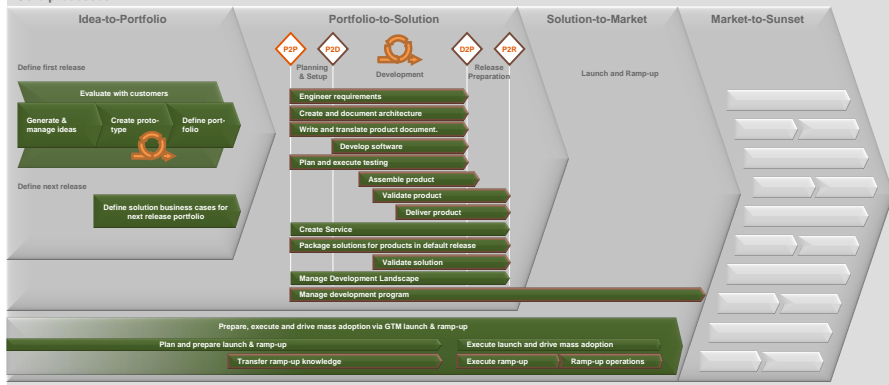 Idea-to-Portfolio
Portfolio-to-Solution
Solution-to-Market
Market-to-Sunset
P2P
P2D
D2P
P2R
Planning
& Setup
Development
Release
Preparation
Launch and Ramp-up
Define first release
Evaluate with customers
Generate &
manage ideas
Create proto-
type
Define port-
folio
Define next release
Define solution business cases for
next release portfolio
Engineer requirements
Create and document architecture
Write and translate product document.
Develop software
Plan and execute testing
Assemble product
Validate product
Deliver product
Create Service
Package solutions for products in default release
Validate solution
Manage Development Landscape
Manage development program
Prepare, execute and drive mass adoption via GTM launch & ramp-up
Plan and prepare launch & ramp-up
Execute launch and drive mass adoption
Transfer ramp-up knowledge
Execute ramp-up
Ramp-up operations